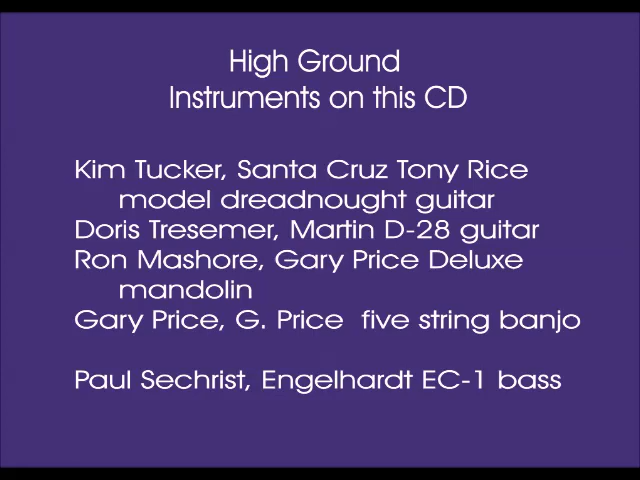 High Ground
Instruments on this CD
Kim Tucker, Santa Cruz Tony Rice
model dreadnought guitar
Doris Tresemer, Martin D-28 guitar
Ron Mashore, Gary Price Deluxe
mandolin
Gary Price, G. Price five string banjo
Paul Sechrist, Engelhardt EC-1 bass